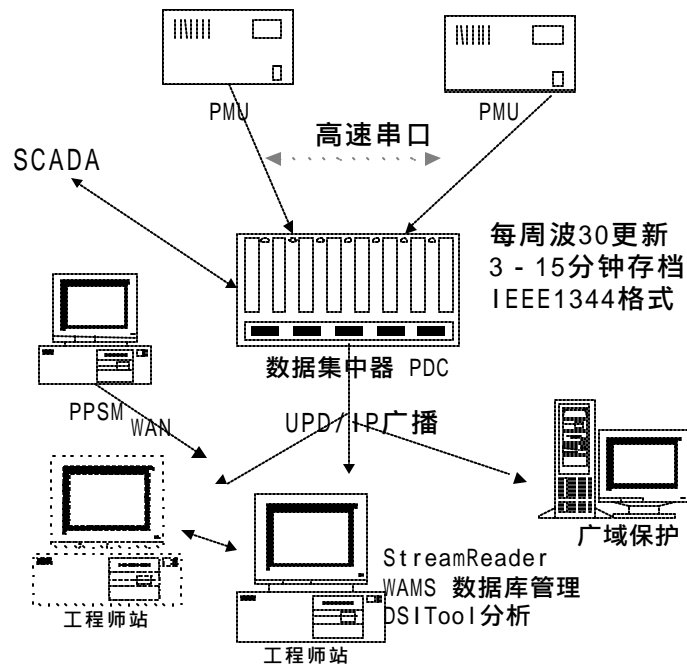 PMU
PMU
高速串口
SCADA
每周波30更新
3 - 15分钟存档
IEEE1344格式
数据集中器 PDC
PPSM
WAN
UPD/IP广播
广域保护
StreamReader
WAMS 数据库管理
DSITool分析
工程师站
工程师站